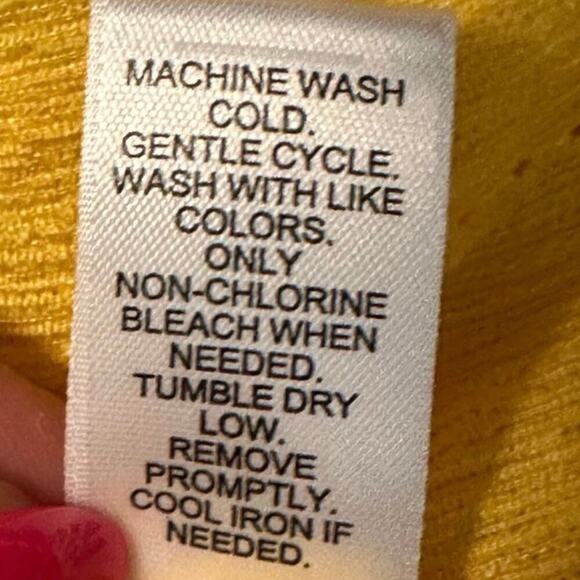 MACHINE WASH
COLD.
GENTLE CYCLE.
WASH WITH LIKE
COLORS.
ONLY
NON-CHLORINE
BLEACH WHEN
NEEDED.
TUMBLE DRY
LOW.
REMOVE
PROMPTLY.
COOL IRON IF
NEEDED.